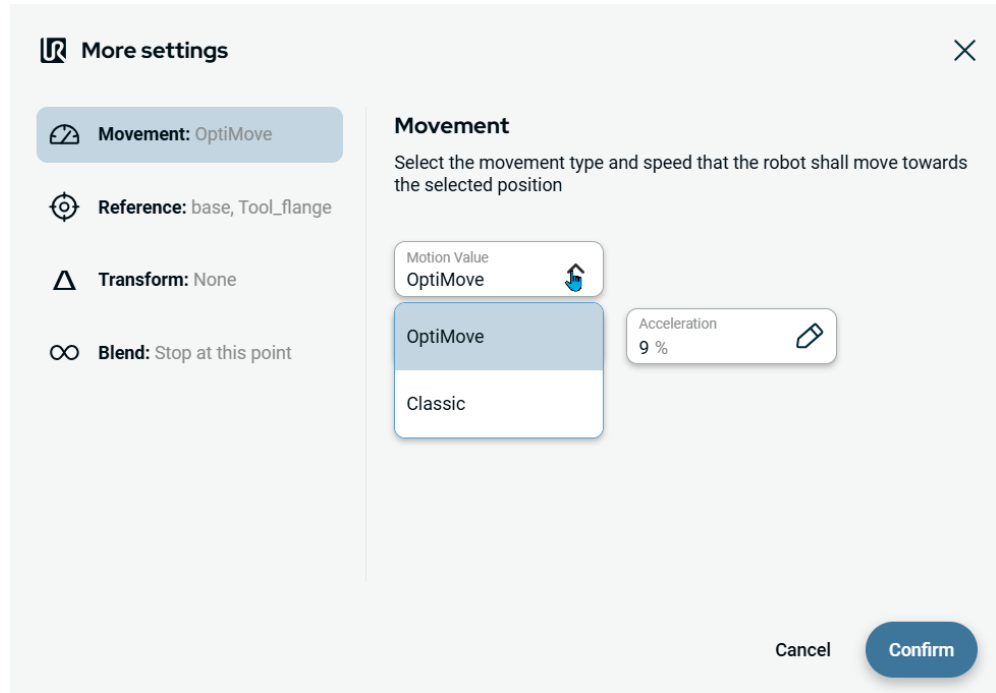 UR More settings
Movement: OptiMove
Reference: base, Tool_flange
Transform: None
Blend: Stop at this point
Movement
Select the movement type and speed that the robot shall move towards
the selected position
Motion Value
OptiMove
OptiMove
Classic
Acceleration
9 %
Cancel
Confirm